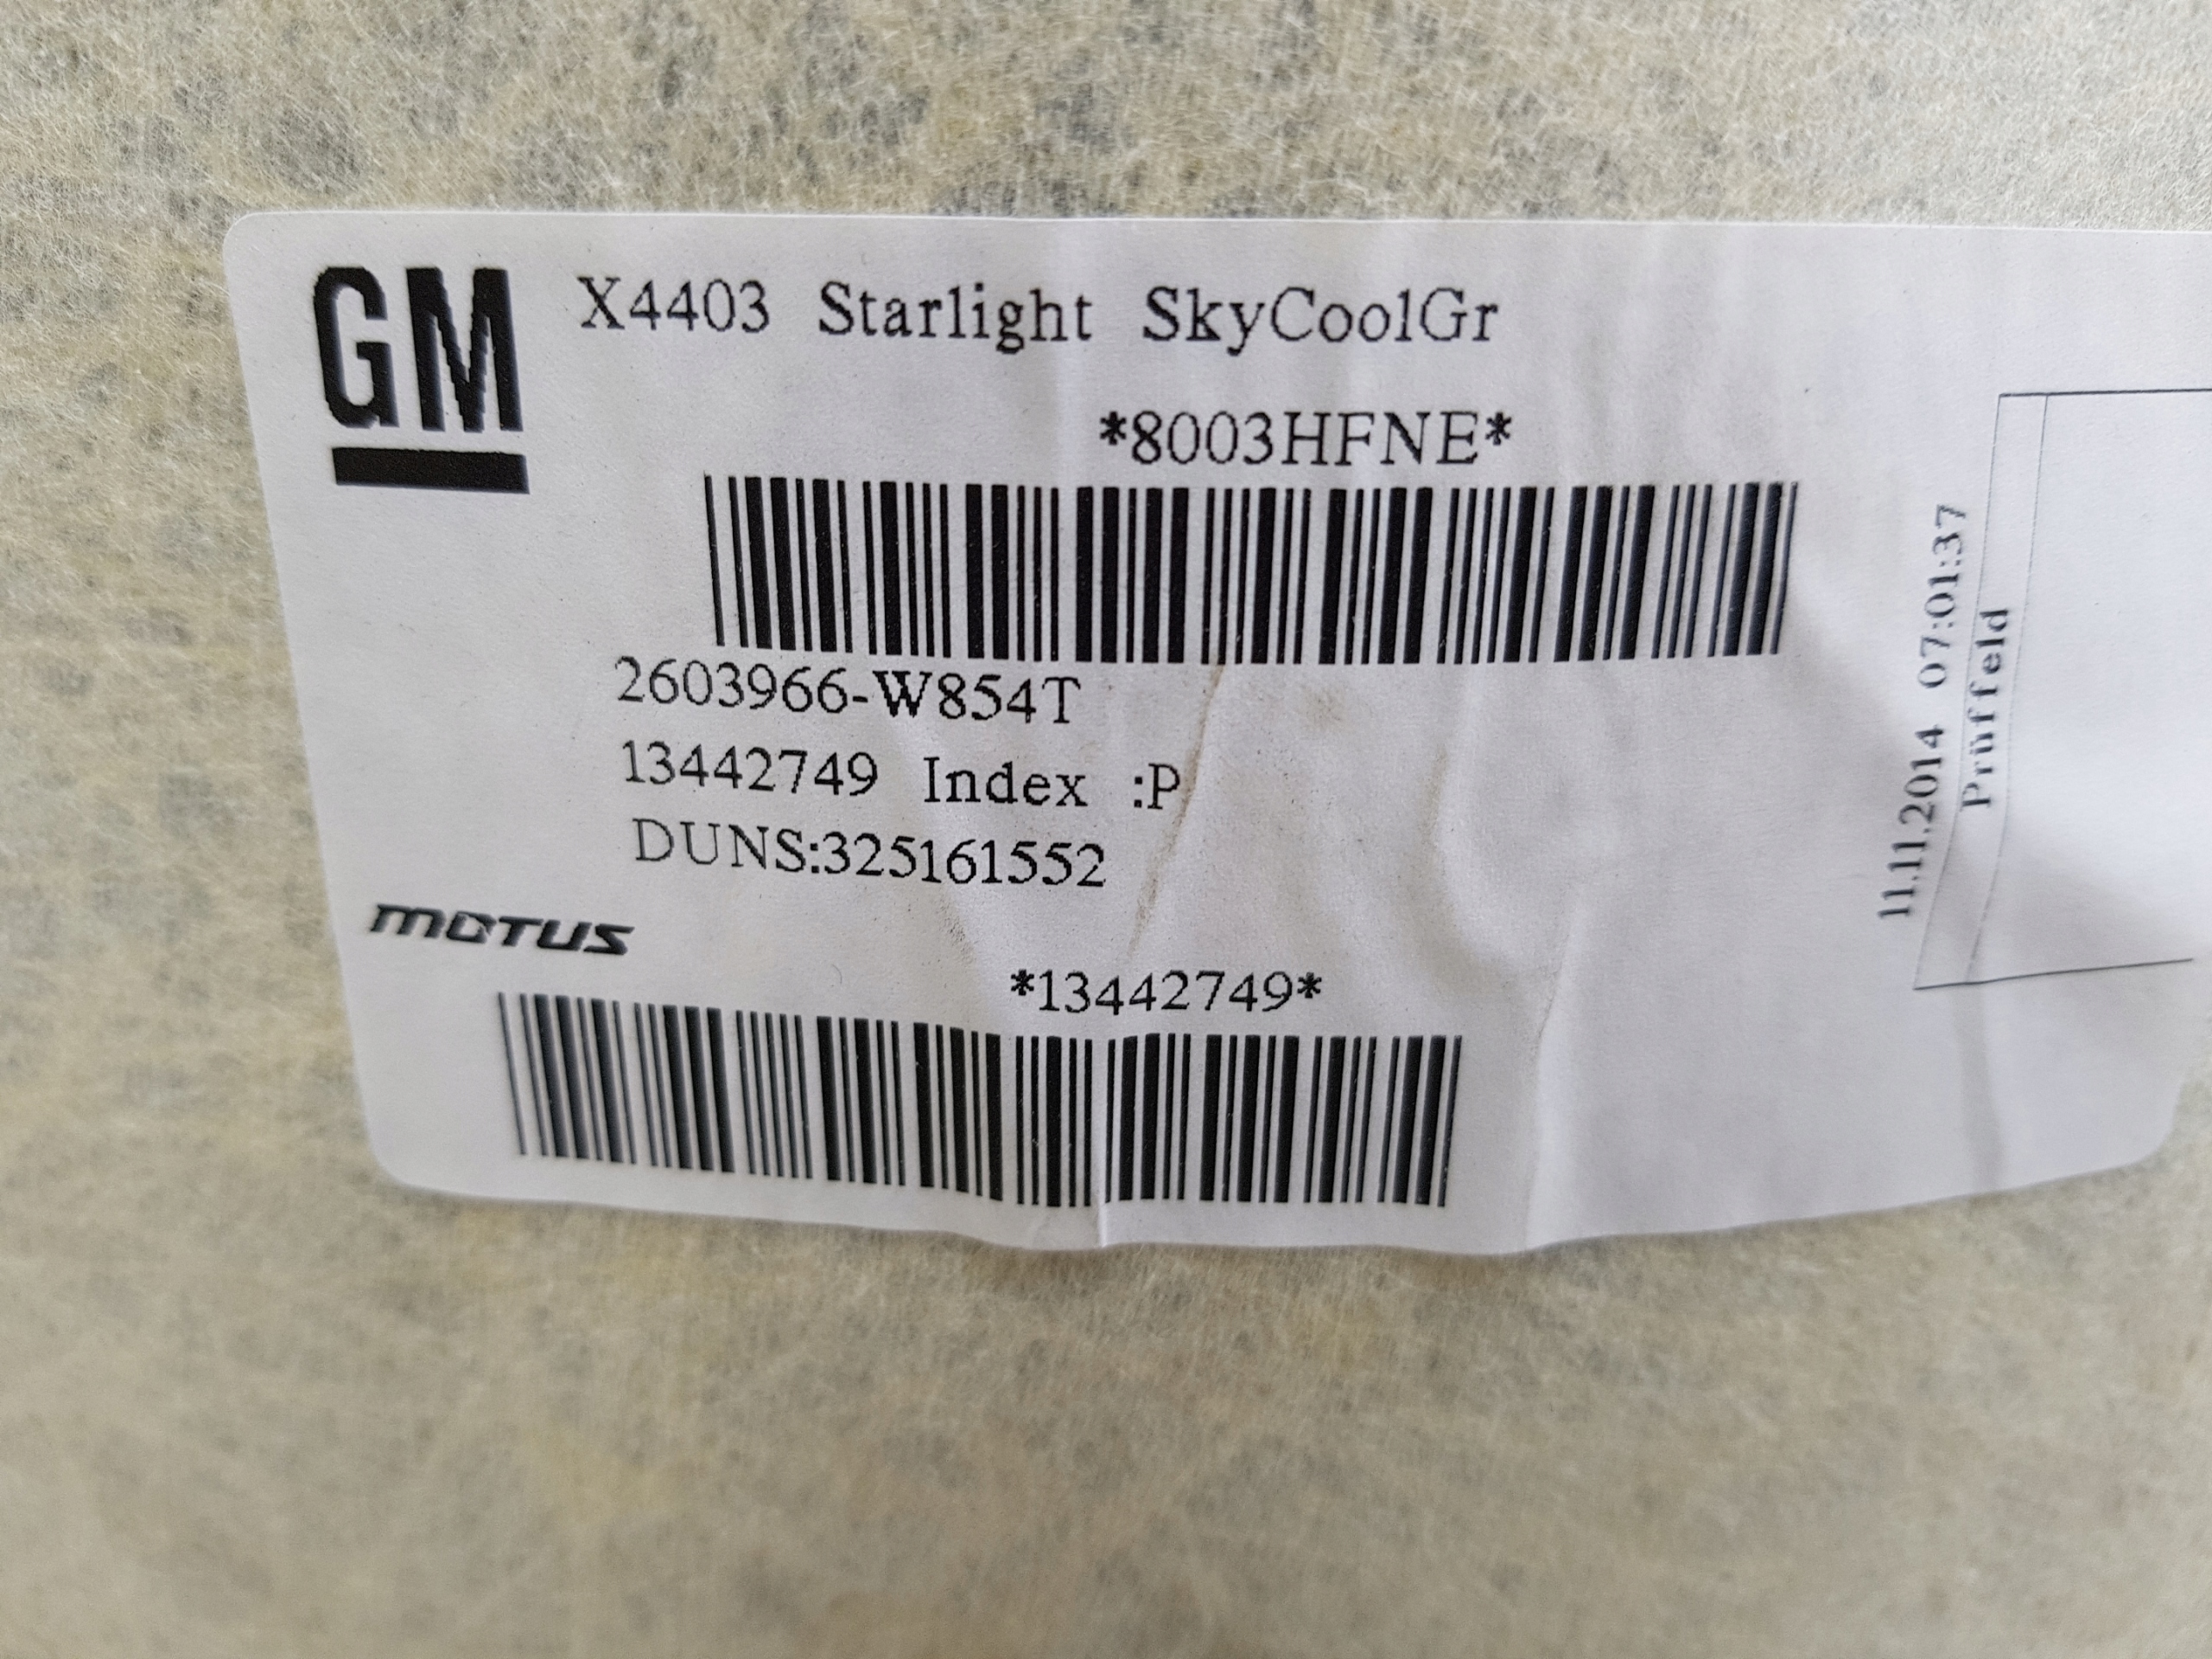 GM
X4403 Starlight SkyCoolGr
*8003HFNE*
2603966-W854T
13442749 Index :P
DUNS:325161552
MOTUS
*13442749*
11.11.2014 07:01:37
Prüffeld